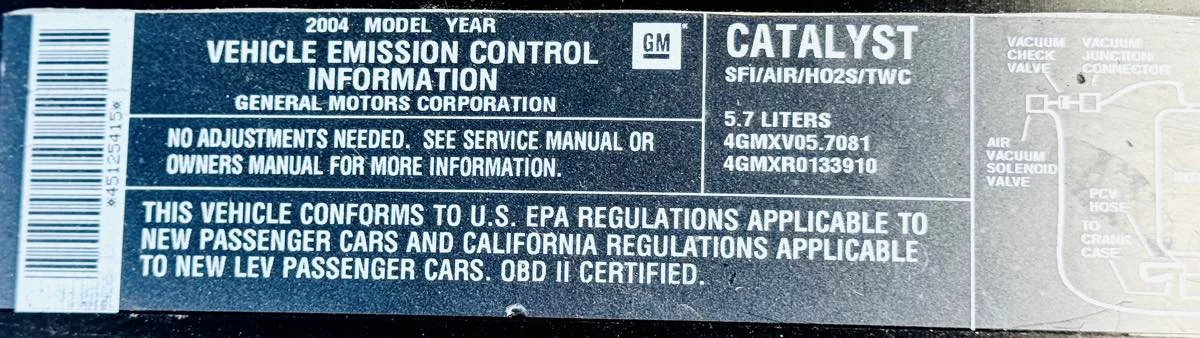 *45125415*
2004 MODEL YEAR
VEHICLE EMISSION CONTROL
INFORMATION
GENERAL MOTORS CORPORATION
GM
NO ADJUSTMENTS NEEDED. SEE SERVICE MANUAL OR
OWNERS MANUAL FOR MORE INFORMATION.
CATALYST
SFI/AIR/HO2S/TWC
5.7 LITERS
4GMXV05.7081
4GMXR0133910
THIS VEHICLE CONFORMS TO U.S. EPA REGULATIONS APPLICABLE TO
NEW PASSENGER CARS AND CALIFORNIA REGULATIONS APPLICABLE
TO NEW LEV PASSENGER CARS. OBD II CERTIFIED.
VACUUM
CHECK
VALVE
VACUUM
JUNCTION
CONNECTOR
AIR
VACUUM
SOLENOID
VALVE
PCV
HOSE
TO
CRANK
CASE